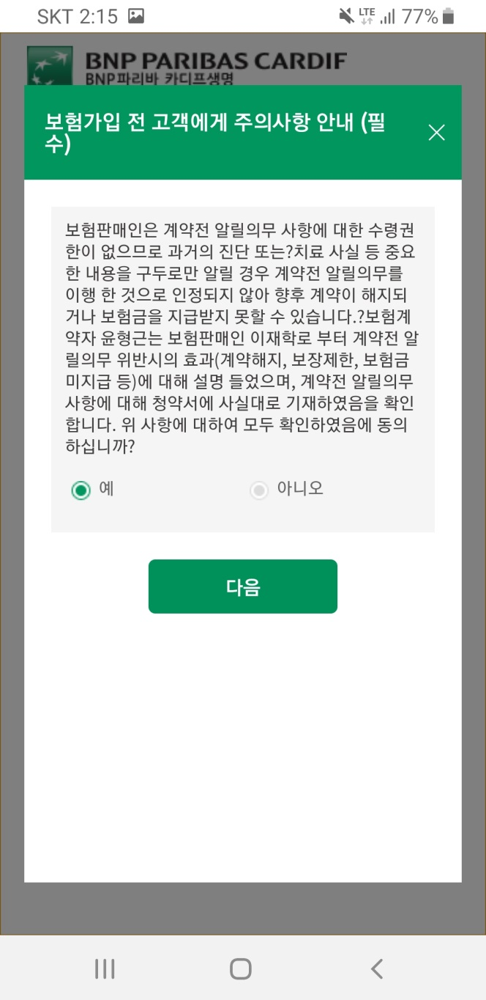 SKT 2:15
LTE
77%
BNP PARIBAS CARDIF
BNP파리바 카디프생명
보험가입 전 고객에게 주의사항 안내 (필
수)
보험판매인은 계약전 알릴의무 사항에 대한 수령권
한이 없으므로 과거의 진단 또는?치료 사실 등 중요
한 내용을 구두로만 알릴 경우 계약전 알릴의무를
이행 한 것으로 인정되지 않아 향후 계약이 해지되
거나 보험금을 지급받지 못할 수 있습니다.?보험계
약자 윤형근는 보험판매인 이재학로 부터 계약전 알
릴의무 위반시의 효과(계약해지, 보장제한, 보험금
미지급 등)에 대해 설명 들었으며, 계약전 알릴의무
사항에 대해 청약서에 사실대로 기재하였음을 확인
합니다. 위 사항에 대하여 모두 확인하였음에 동의
하십니까?
예
아니오
다음